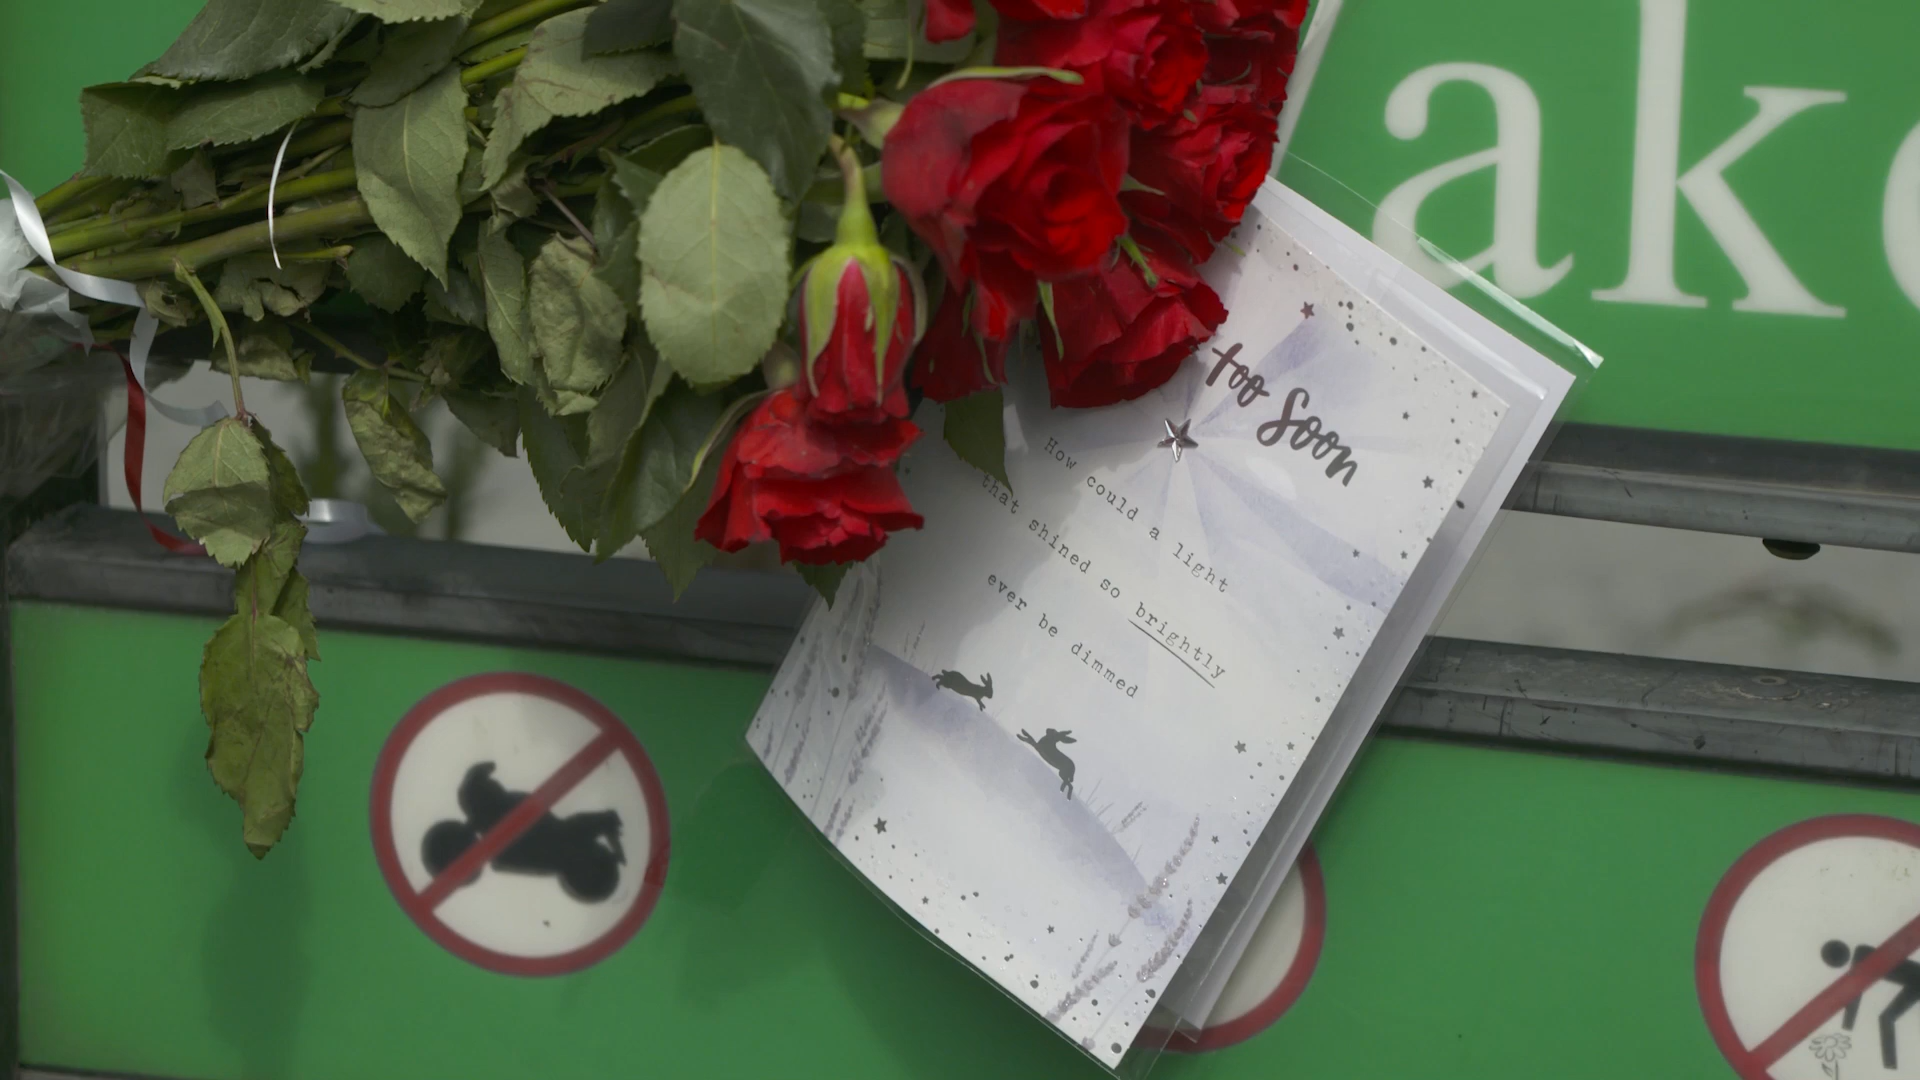 ak
too soon
How could a light
that shined so brightly
ever be dimmed